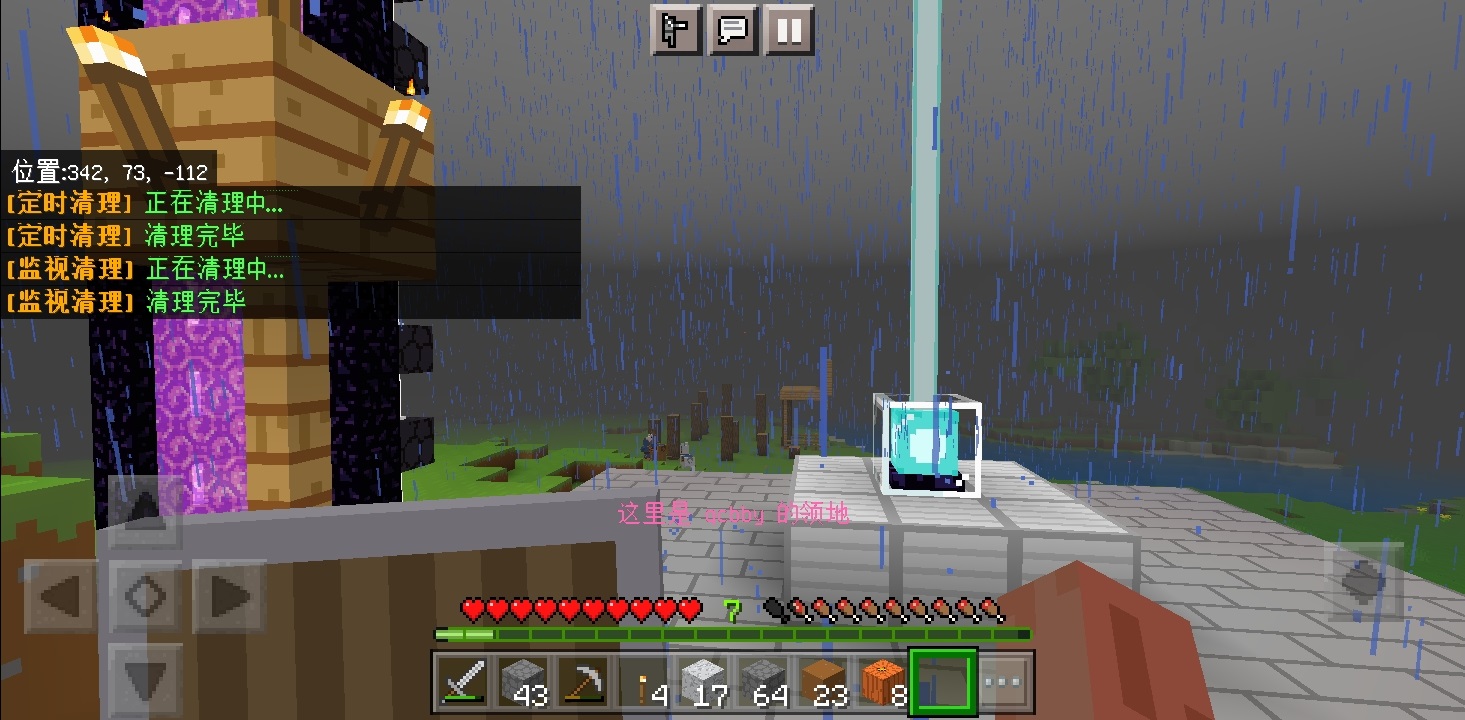 位置:342, 73, -112
[定时清理] 正在清理中...
[定时清理] 清理完毕
[监视清理] 正在清理中...
[监视清理] 清理完毕
这里是 的领地
7
43 4 17 64 23 8